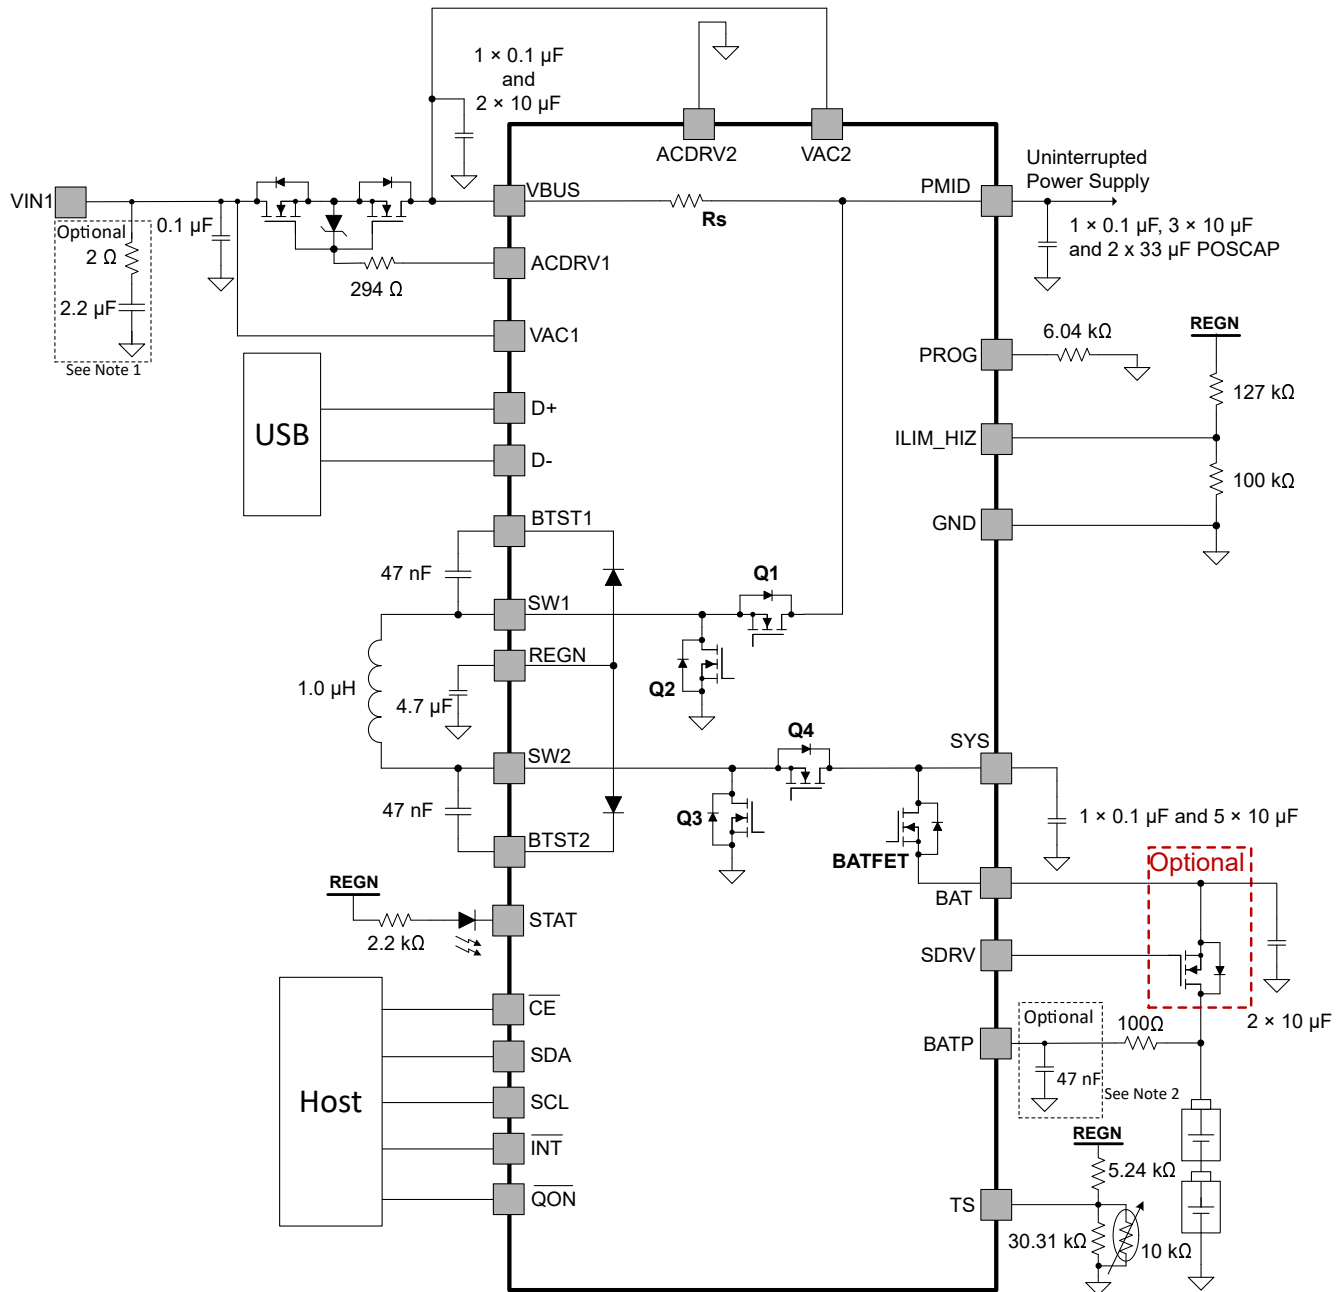 1 × 0.1 µF
and
2 × 10 µF
ACDRV2
VAC2
VIN1
VBUS
Rs
PMID
Uninterrupted
Power Supply
Optional
2 Ω
2.2 µF
See Note 1
0.1 µF
294 Ω
ACDRV1
1 × 0.1 µF, 3 × 10 µF
and 2 x 33 µF POSCAP
VAC1
6.04 kΩ
REGN
PROG
127 kΩ
USB
D+
D-
ILIM_HIZ
100 kΩ
GND
BTST1
47 nF
SW1
Q1
REGN
Q2
1.0 µH
4.7 µF
SW2
Q4
SYS
47 nF
Q3
BTST2
BATFET
1 × 0.1 µF and 5 × 10 µF
Optional
REGN
BAT
2.2 kΩ
STAT
SDRV
2 × 10 µF
Host
CE
SDA
SCL
INT
QON
BATP
Optional
100Ω
47 nF
See Note 2
REGN
5.24 kΩ
TS
30.31 kΩ
10 kΩ